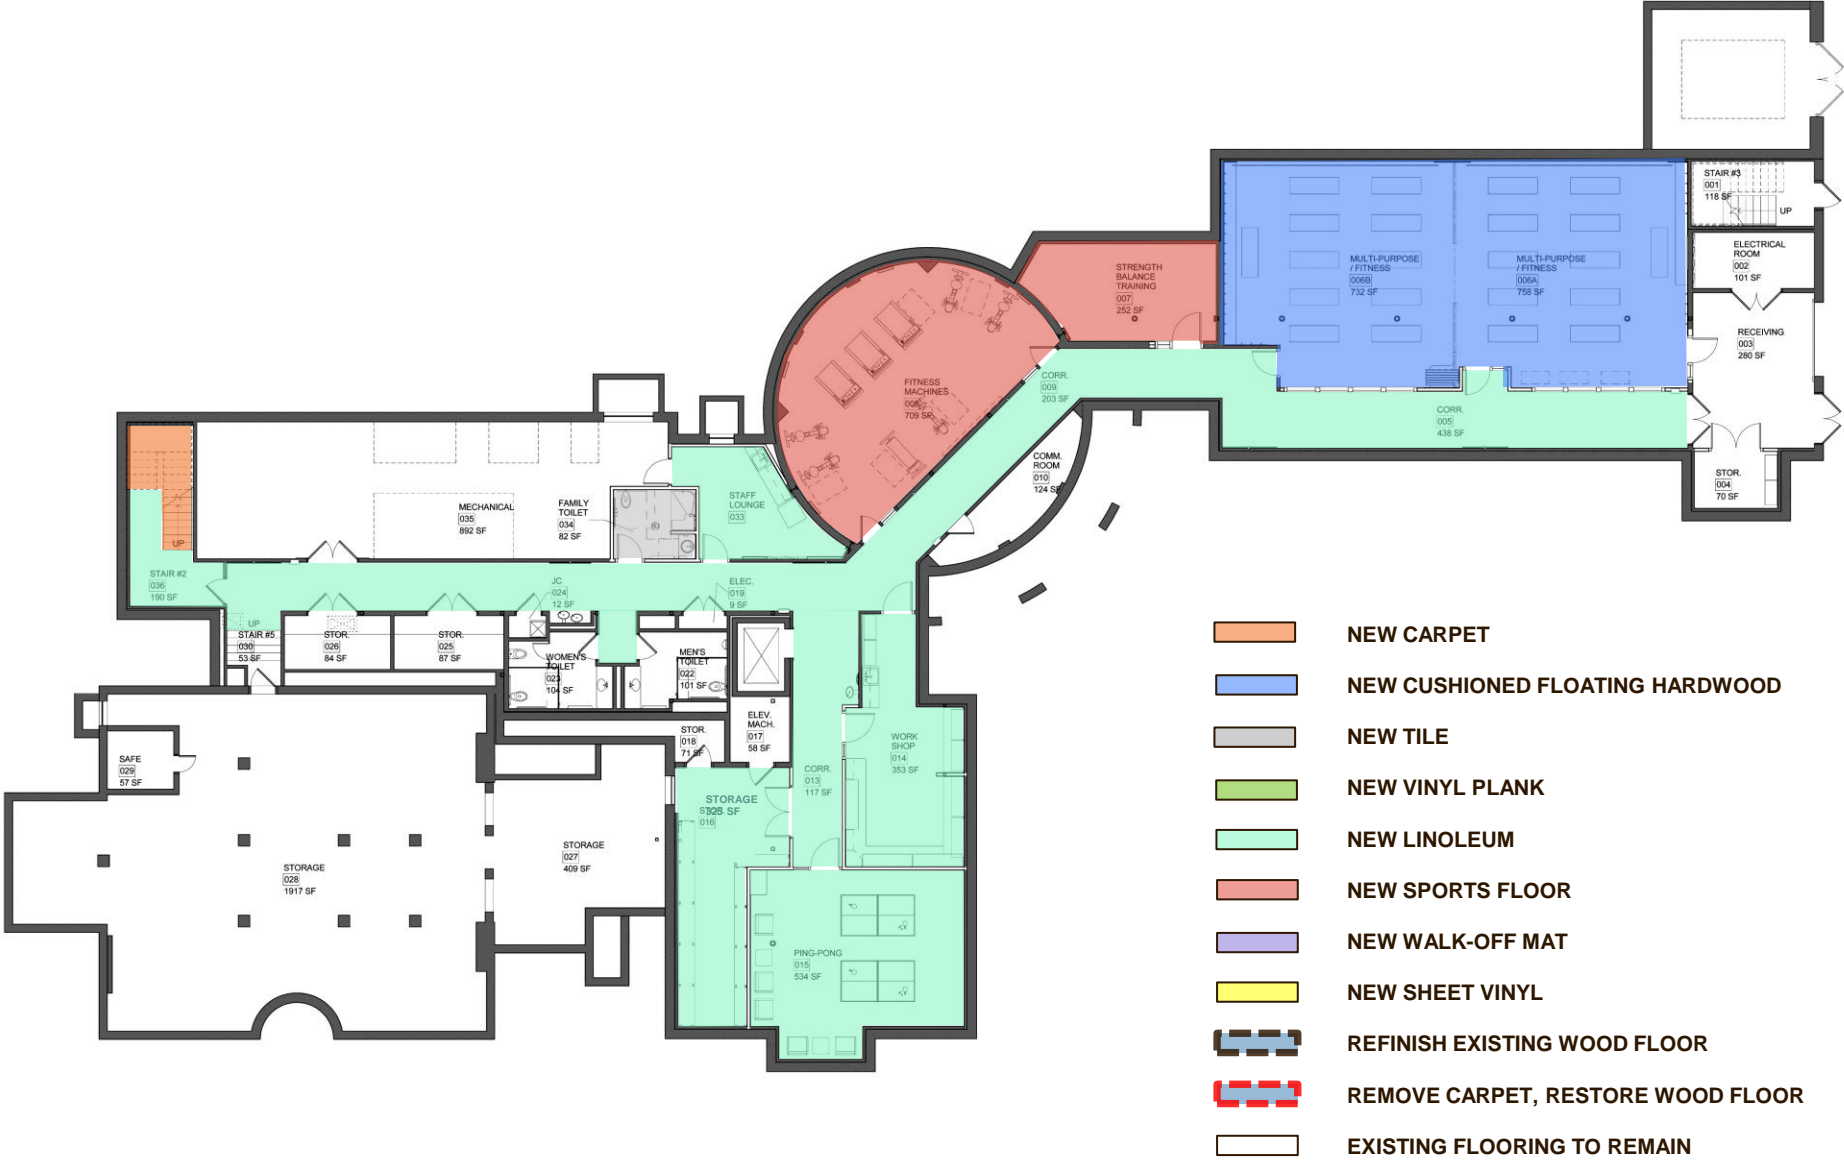 STAIR #3
001
118 SF
UP
ELECTRICAL
ROOM
002
101 SF
RECEIVING
003
280 SF
STOR.
004
70 SF
MULTI-PURPOSE
/ FITNESS
006B
732 SF
MULTI-PURPOSE
/ FITNESS
006A
758 SF
STRENGTH
BALANCE
TRAINING
007
252 SF
FITNESS
MACHINES
008
709 SF
CORR.
009
203 SF
CORR.
005
438 SF
COMM.
ROOM
010
124 SF
MECHANICAL
035
892 SF
FAMILY
TOILET
034
82 SF
STAFF
LOUNGE
033
UP
STAIR #2
036
190 SF
JC
024
12 SF
ELEC.
019
9 SF
UP
STAIR #5
030
53 SF
STOR.
026
84 SF
STOR.
025
87 SF
WOMEN'S
TOILET
023
104 SF
MEN'S
TOILET
022
101 SF
ELEV.
MACH.
017
58 SF
STOR.
018
71 SF
WORK
SHOP
014
353 SF
CORR.
013
117 SF
SAFE
029
57 SF
STORAGE
325 SF
016
STORAGE
027
409 SF
STORAGE
028
1917 SF
PING-PONG
015
534 SF
NEW CARPET
NEW CUSHIONED FLOATING HARDWOOD
NEW TILE
NEW VINYL PLANK
NEW LINOLEUM
NEW SPORTS FLOOR
NEW WALK-OFF MAT
NEW SHEET VINYL
REFINISH EXISTING WOOD FLOOR
REMOVE CARPET, RESTORE WOOD FLOOR
EXISTING FLOORING TO REMAIN